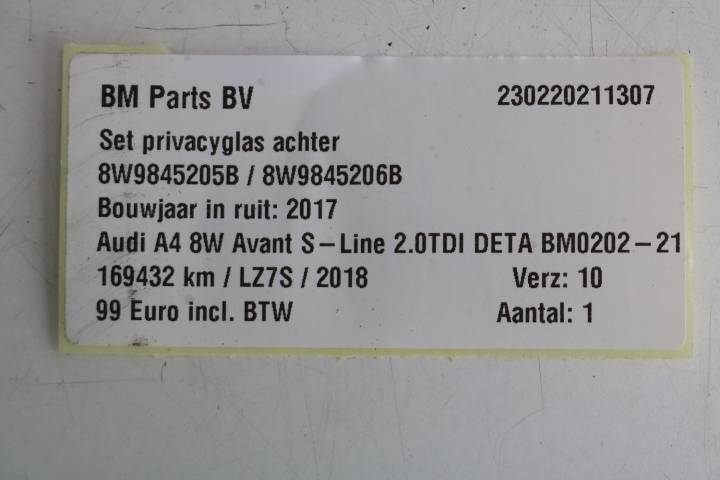 BM Parts BV 230220211307
Set privacyglas achter
8W9845205B / 8W9845206B
Bouwjaar in ruit: 2017
Audi A4 8W Avant S-Line 2.0TDI DETA BM0202-21
169432 km / LZ7S / 2018 Verz: 10
99 Euro incl. BTW Aantal: 1